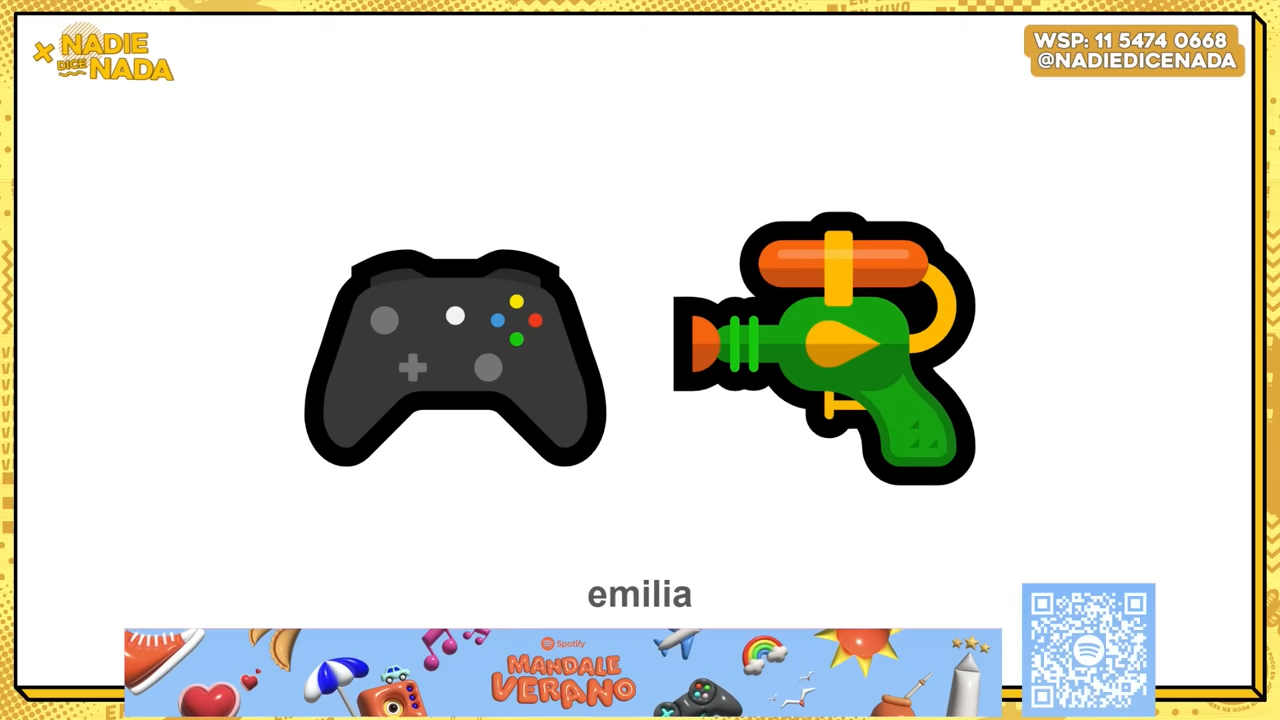 NADIE
DICE
NADA
WSP: 11 5474 0668
@NADIEDICENADA
emilia
Spotify
MANDALE
VERANO